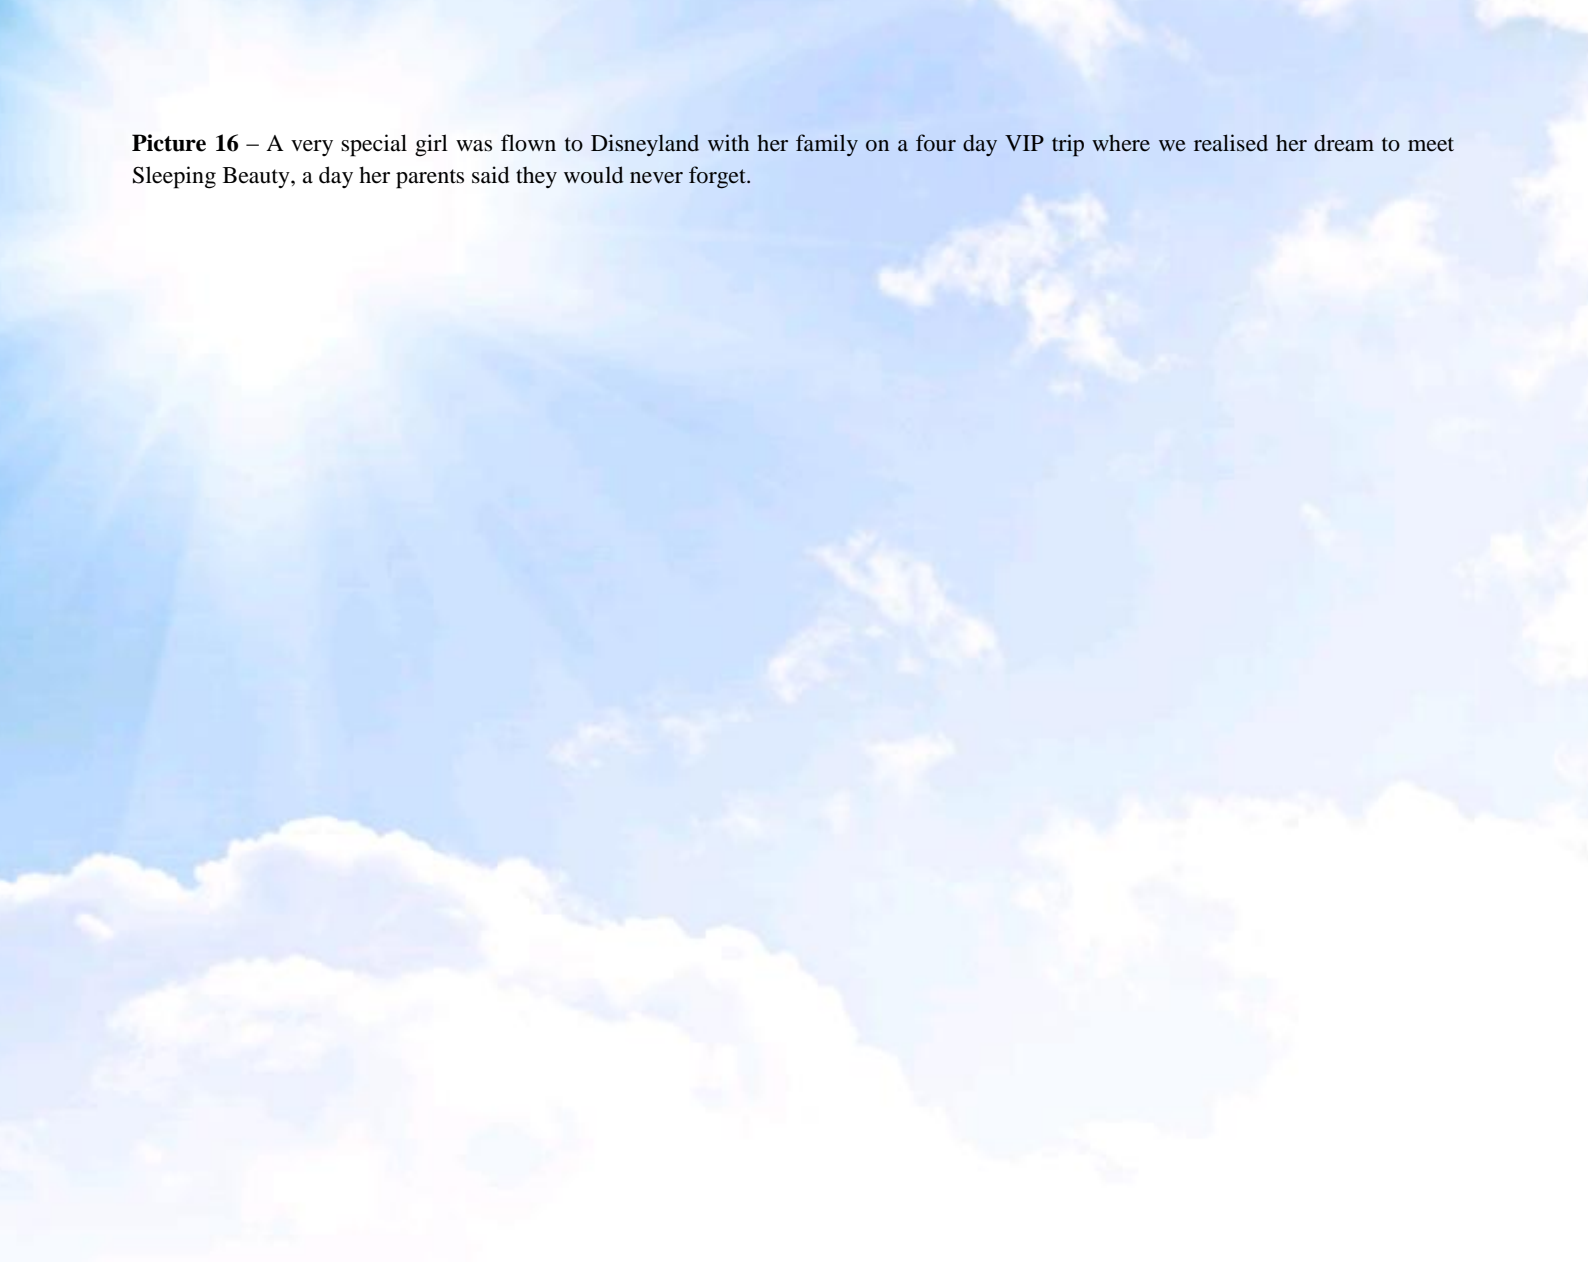 Picture 16 – A very special girl was flown to Disneyland with her family on a four day VIP trip where we realised her dream to meet
Sleeping Beauty, a day her parents said they would never forget.